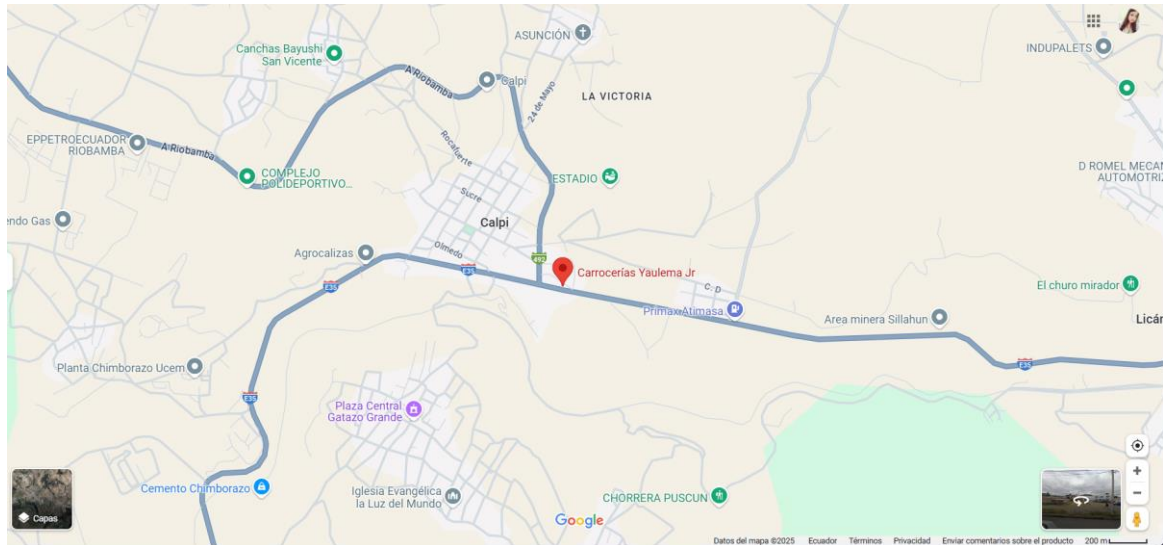 ASUNCIÓN
INDUPALETS
Canchas Bayushi
San Vicente
A Riobamba
Calpi
24 de Mayo
LA VICTORIA
EPPETROECUADOR
RIOBAMBA
A Riobamba
Rocafuerte
COMPLEJO
POLIDEPORTIVO...
ESTADIO
D ROMEL MECAN
AUTOMOTRIZ
Sucre
endo Gas
Calpi
Agrocalizas
Olmedo
492
E35
Carrocerías Yaulema Jr
C. D
El churo mirador
E35
Primax Atimasa
Area minera Sillahun
Licán
Planta Chimborazo Ucem
E35
E35
Plaza Central
Gatazo Grande
Cemento Chimborazo
Iglesia Evangélica
la Luz del Mundo
CHORRERA PUSCUN
Capas
Google
Datos del mapa ©2025 Ecuador Términos Privacidad Enviar comentarios sobre el producto 200 m